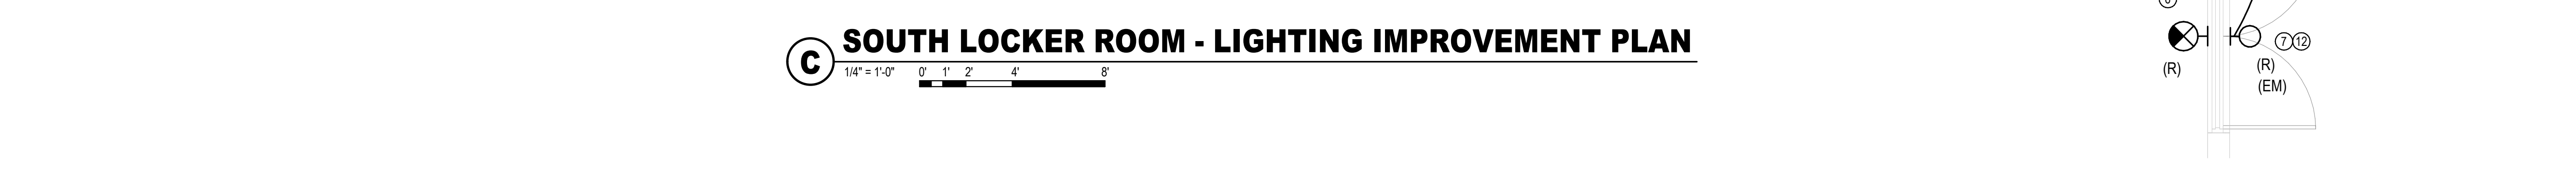 C
SOUTH LOCKER ROOM - LIGHTING IMPROVEMENT PLAN
1/4" = 1'-0"
0' 1' 2' 4' 8'
7 12
(R)
(R)
(EM)